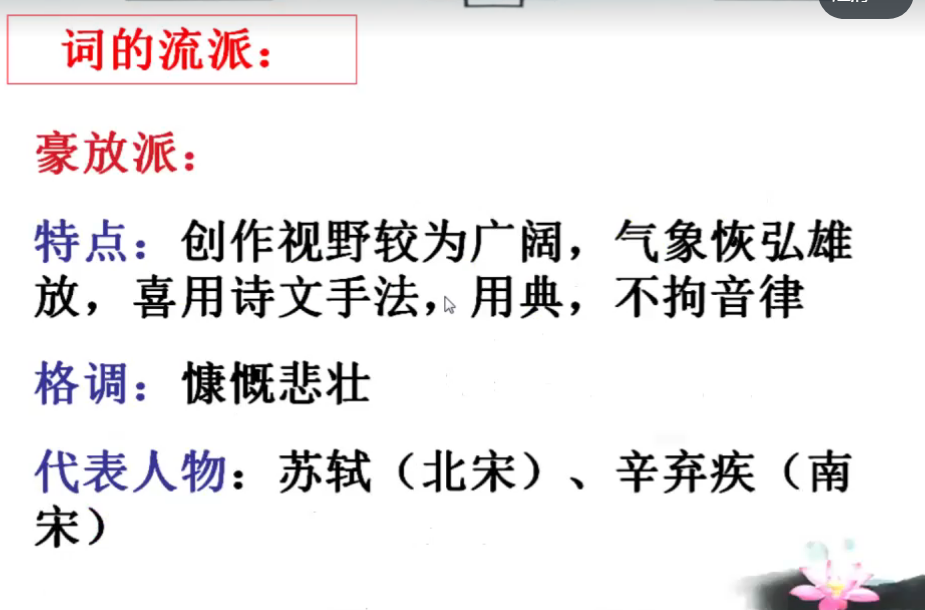 词的流派：
豪放派：
特点：创作视野较为广阔，气象恢弘雄
放，喜用诗文手法，用典，不拘音律
格调：慷慨悲壮
代表人物：苏轼（北宋）、辛弃疾（南
宋）